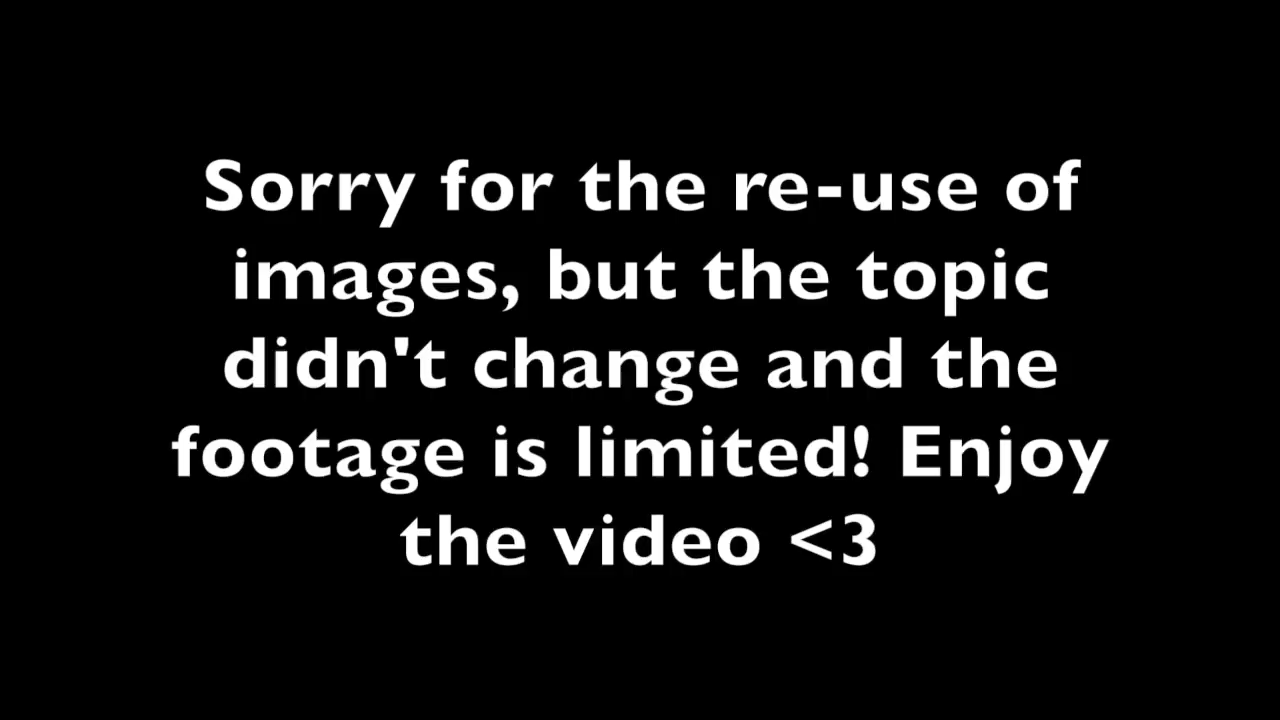 Sorry for the re-use of
images, but the topic
didn't change and the
footage is limited! Enjoy
the video <3